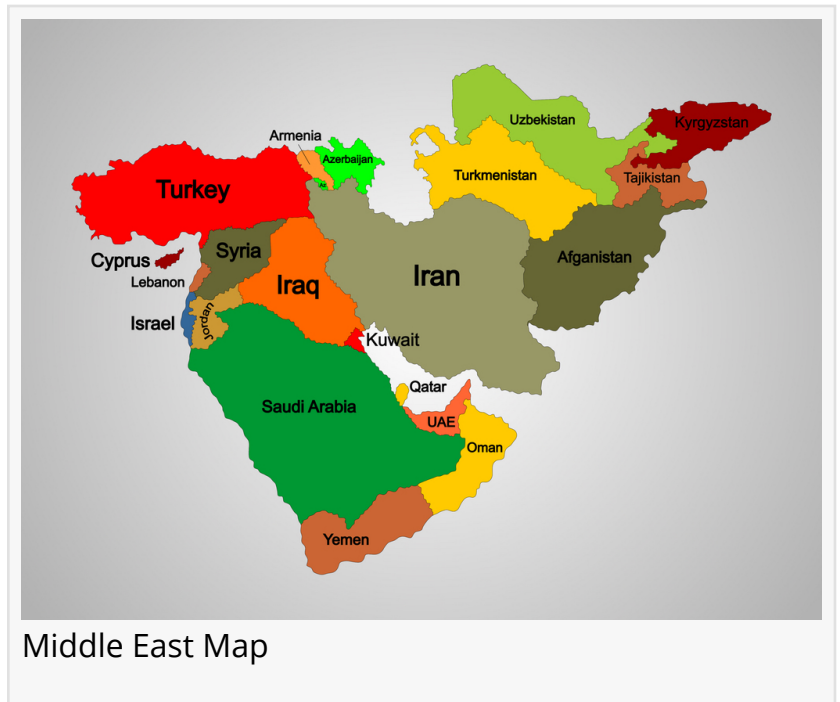 Uzbekistan
Kyrgyzstan
Armenia
Azerbaijan
Turkmenistan
Tajikistan
Az
Turkey
Syria
Afganistan
Cyprus
Lebanon
Iraq
Iran
Israel
Jordan
Kuwait
Qatar
Saudi Arabia
UAE
Oman
Yemen
Middle East Map